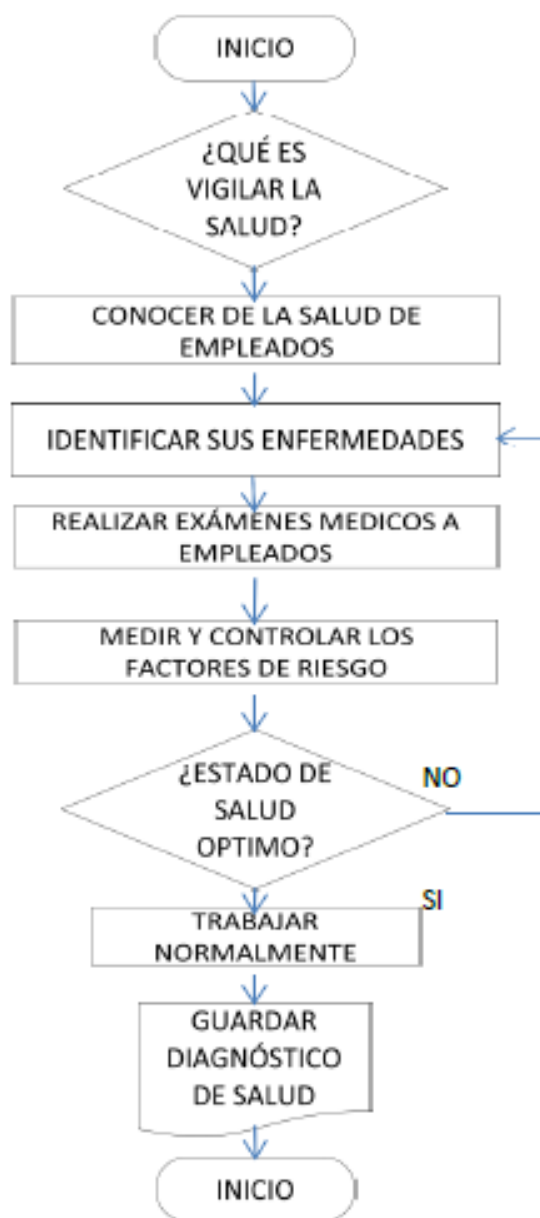 INICIO
¿QUÉ ES
VIGILAR LA
SALUD?
CONOCER DE LA SALUD DE
EMPLEADOS
IDENTIFICAR SUS ENFERMEDADES
REALIZAR EXÁMENES MEDICOS A
EMPLEADOS
MEDIR Y CONTROLAR LOS
FACTORES DE RIESGO
¿ESTADO DE
SALUD
OPTIMO?
NO
SI
TRABAJAR
NORMALMENTE
GUARDAR
DIAGNÓSTICO
DE SALUD
INICIO